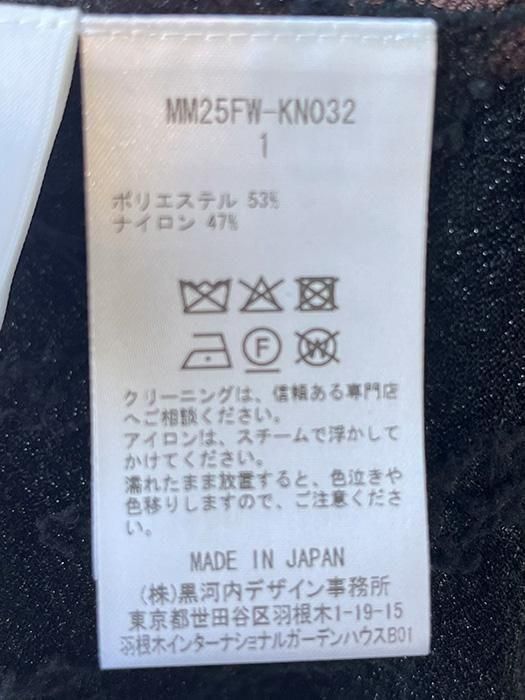 MM25FW-KN032
1
ポリエステル 53%
ナイロン 47%
F
W
クリーニングは、信頼ある専門店
へご相談ください。
アイロンは、スチームで浮かして
かけてください。
濡れたまま放置すると、色泣きや
色移りしますので、ご注意くださ
い。
MADE IN JAPAN
(株)黒河内デザイン事務所
東京都世田谷区羽根木1-19-15
羽根木インターナショナルガーデンハウスB01